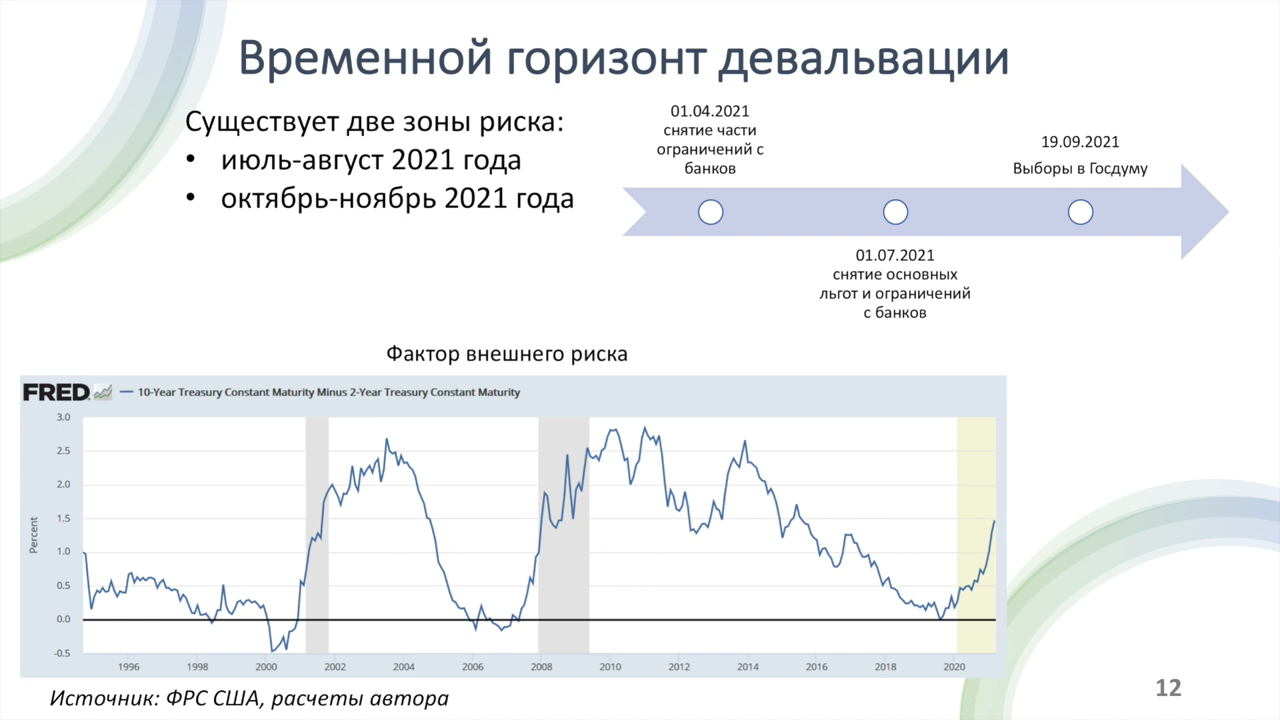 Временной горизонт девальвации
Существует две зоны риска:
• июль-август 2021 года
• октябрь-ноябрь 2021 года
01.04.2021
снятие части
ограничений с
банков
19.09.2021
Выборы в Госдуму
01.07.2021
снятие основных
льгот и ограничений
с банков
Фактор внешнего риска
FRED
10-Year Treasury Constant Maturity Minus 2-Year Treasury Constant Maturity
3.0
2.5
2.0
1.5
1.0
0.5
0.0
-0.5
Percent
1996 1998 2000 2002 2004 2006 2008 2010 2012 2014 2016 2018 2020
Источник: ФРС США, расчеты автора
12